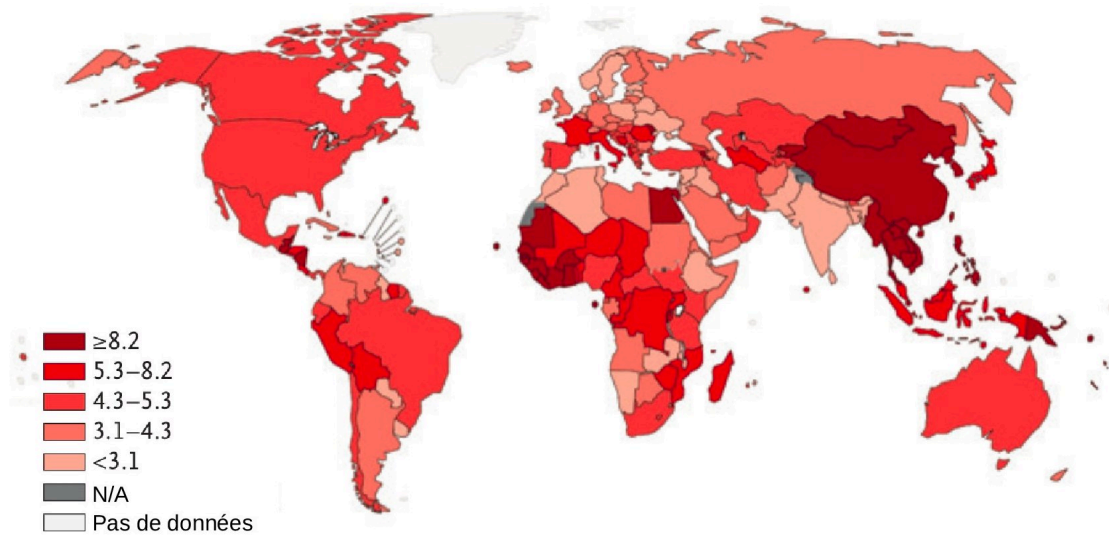 ≥8.2
5.3–8.2
4.3–5.3
3.1–4.3
<3.1
N/A
Pas de données